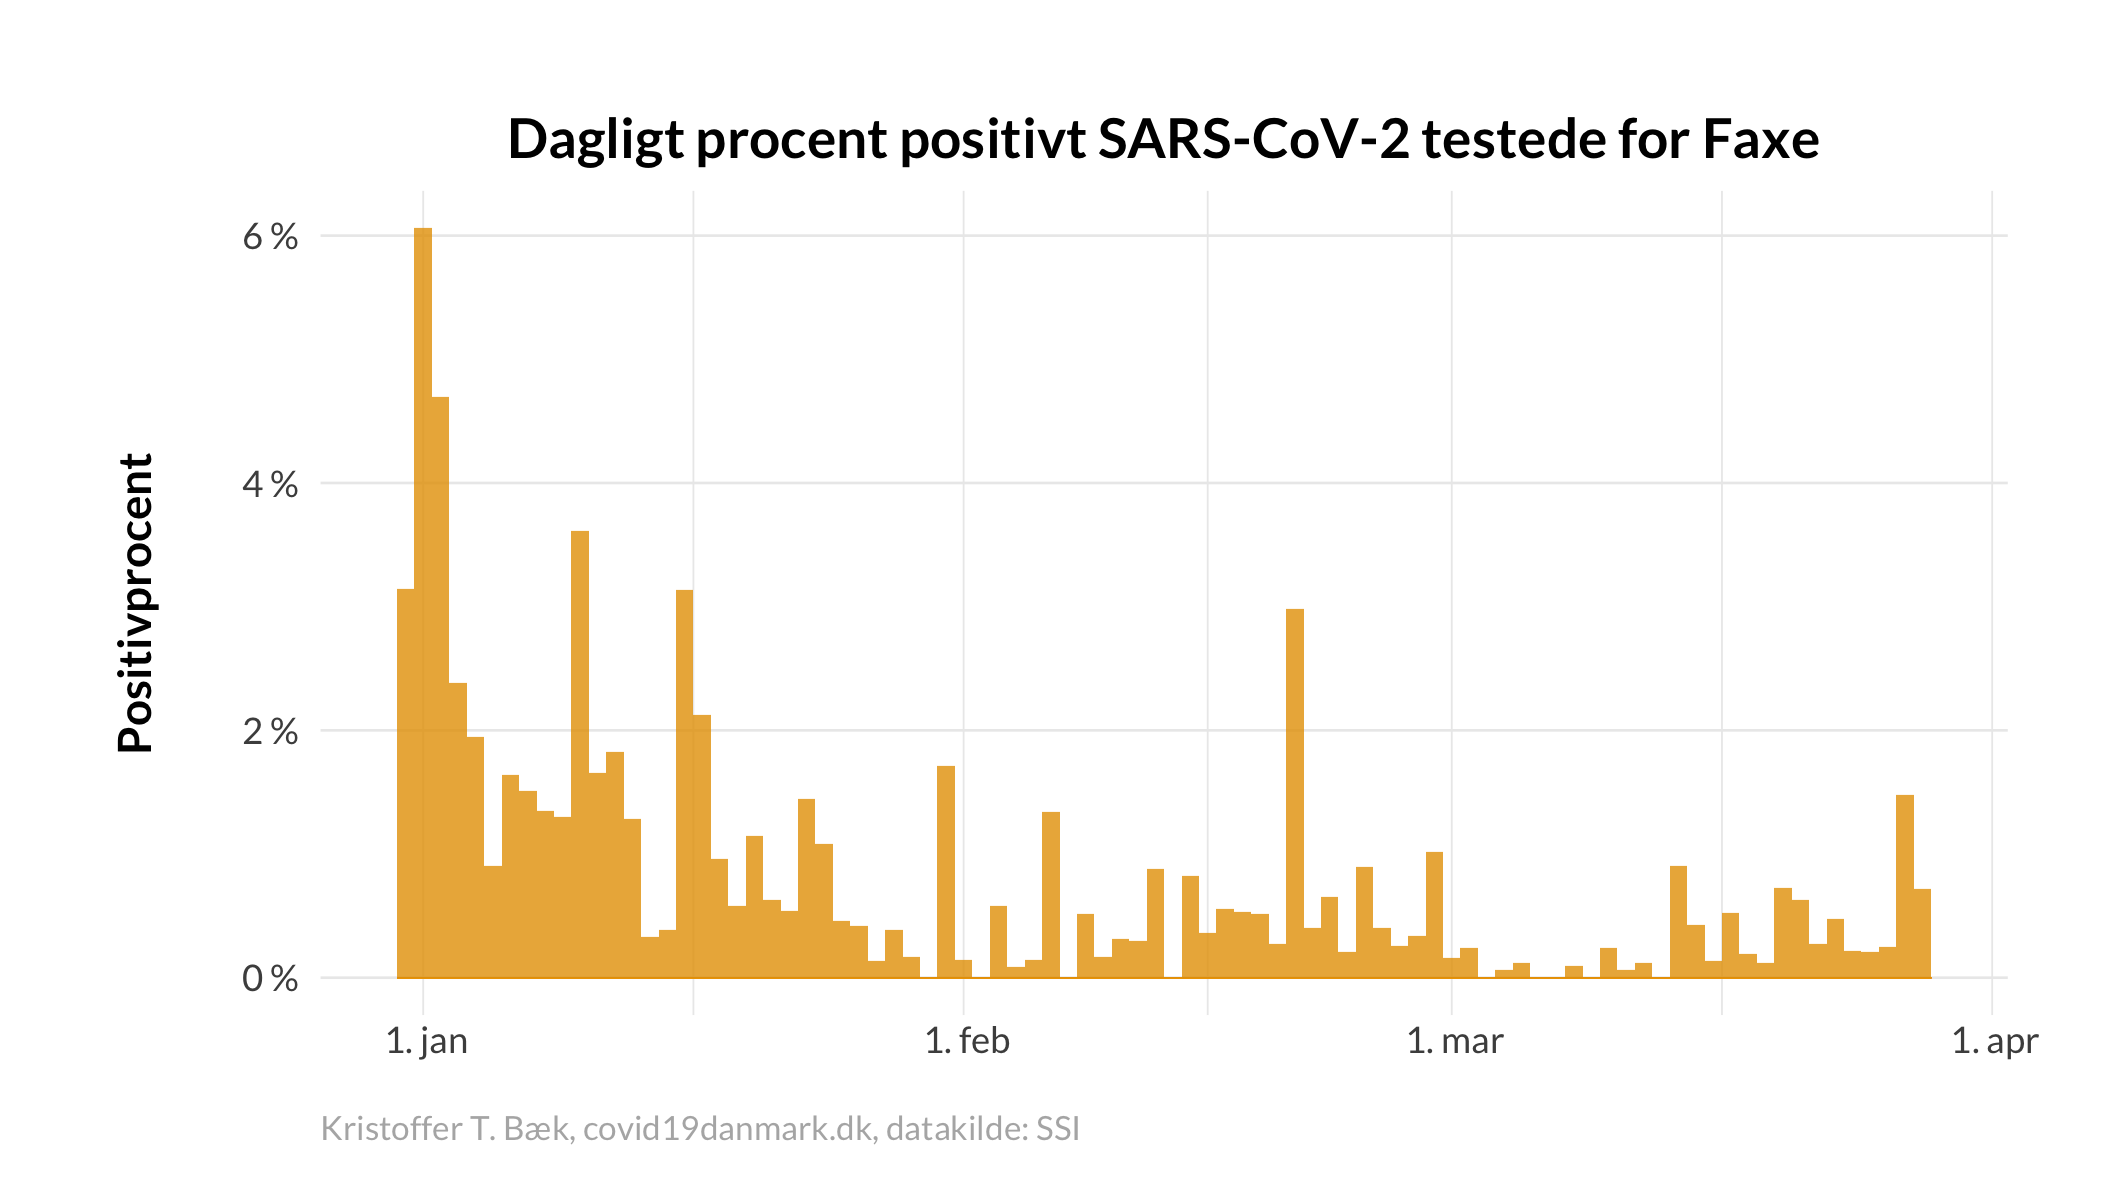 Dagligt procent positivt SARS-CoV-2 testede for Faxe
Positivprocent
6 %
4 %
2 %
0 %
1. jan
1. feb
1. mar
1. apr
Kristoffer T. Bæk, covid19danmark.dk, datakilde: SSI